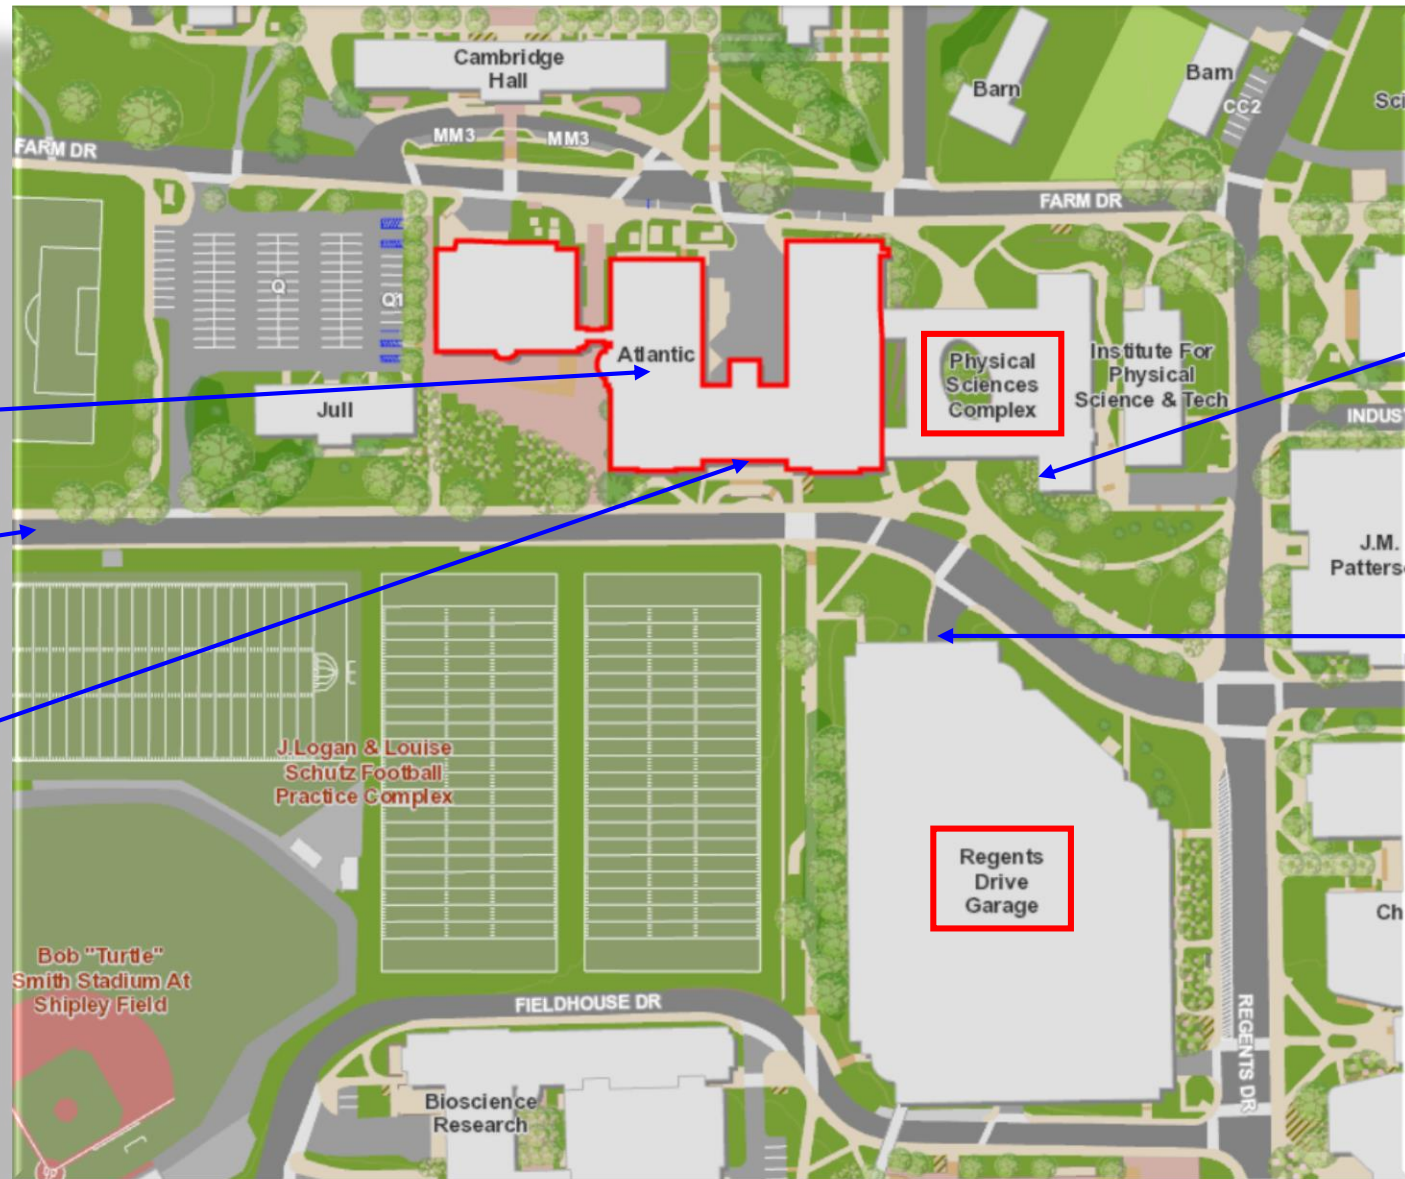 Cambridge
Hall
Barn
Barn
CC2
Sci
MM3
MM3
FARM DR
FARM DR
Q
Q1
Atlantic
Physical
Sciences
Complex
Institute For
Physical
Science & Tech
Jull
INDUS
J.M.
Patters
J.Logan & Louise
Schutz Football
Practice Complex
Regents
Drive
Garage
Ch
Bob "Turtle"
Smith Stadium At
Shipley Field
FIELDHOUSE DR
REGENTS DR
Bioscience
Research